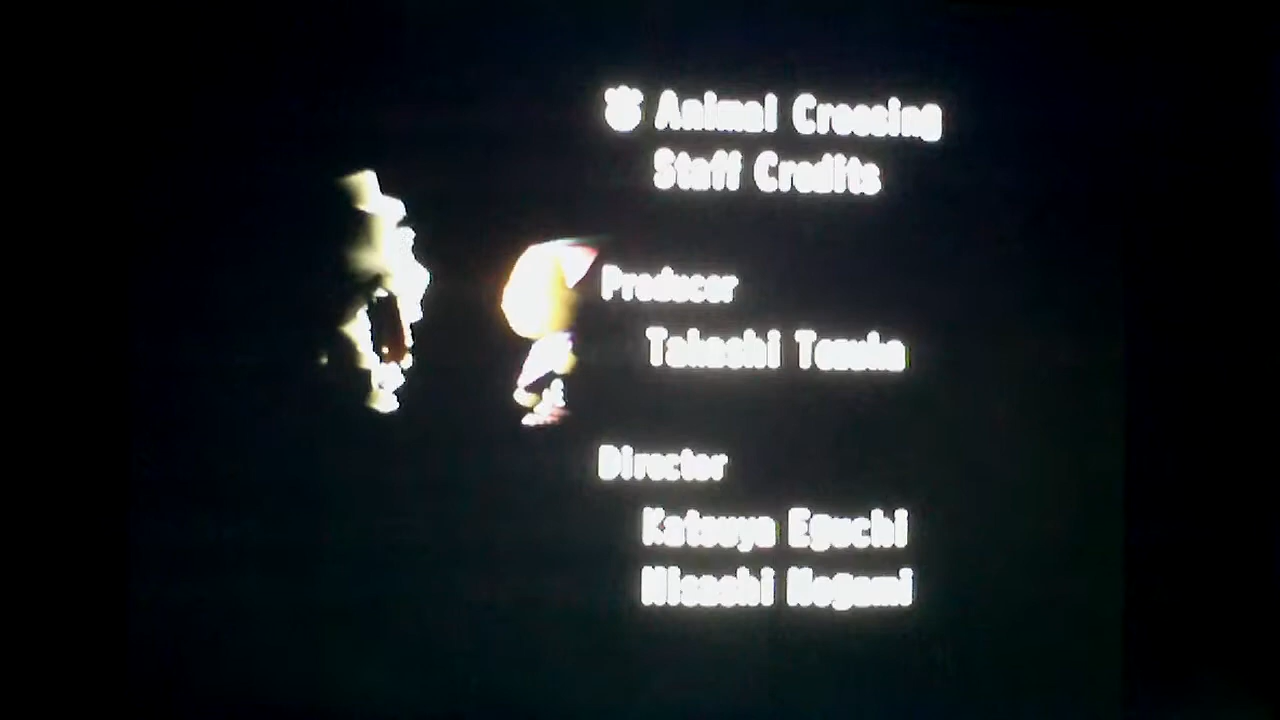 Animal Crossing
Staff Credits
Producer
Takashi Tezuka
Director
Katsuya Eguchi
Hisashi Nogami